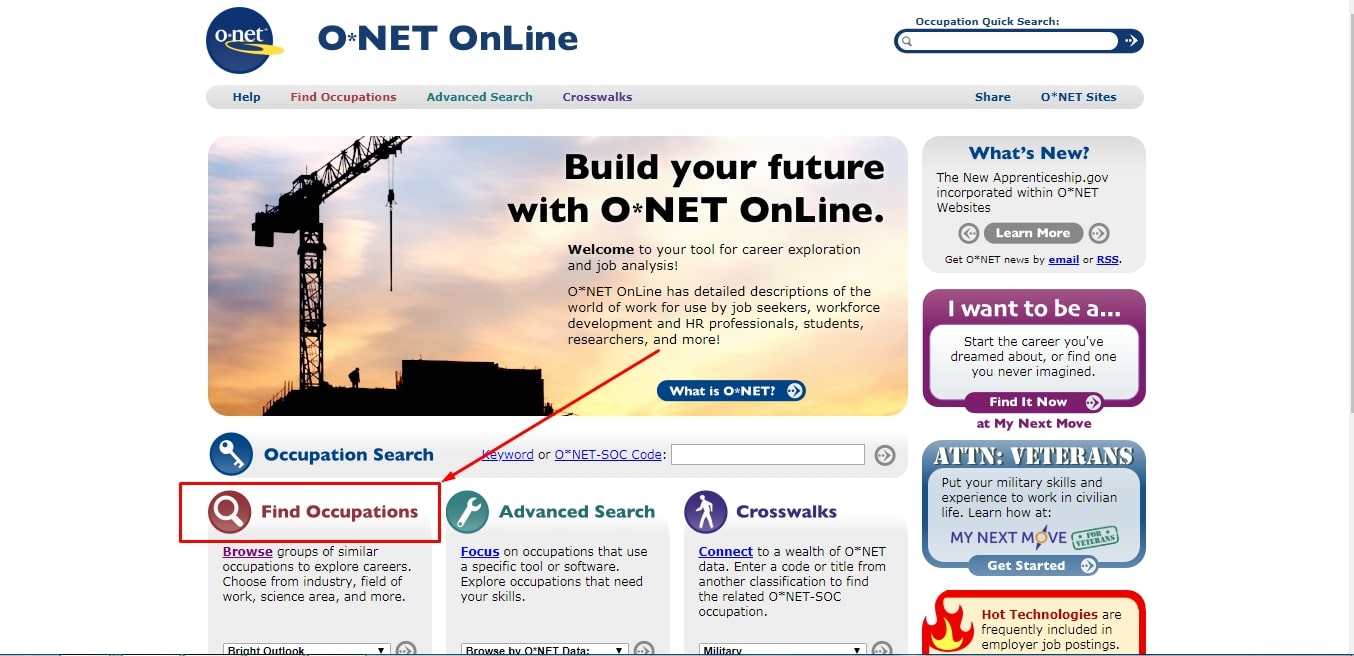 o·net
O*NET OnLine
Occupation Quick Search:
Help Find Occupations Advanced Search Crosswalks Share O*NET Sites
Build your future
with O*NET OnLine.
Welcome to your tool for career exploration
and job analysis!
O*NET OnLine has detailed descriptions of the
world of work for use by job seekers, workforce
development and HR professionals, students,
researchers, and more!
What is O*NET?
What's New?
The New Apprenticeship.gov
incorporated within O*NET
Websites
Learn More
Get O*NET news by email or RSS.
I want to be a...
Start the career you've
dreamed about, or find one
you never imagined.
Find It Now
at My Next Move
Occupation Search
Keyword or O*NET-SOC Code:
Find Occupations
Browse groups of similar
occupations to explore careers.
Choose from industry, field of
work, science area, and more.
Bright Outlook
Advanced Search
Focus on occupations that use
a specific tool or software.
Explore occupations that need
your skills.
Browse by O*NET Data:
Crosswalks
Connect to a wealth of O*NET
data. Enter a code or title from
another classification to find
the related O*NET-SOC
occupation.
Military
ATTN: VETERANS
Put your military skills and
experience to work in civilian
life. Learn how at:
MY NEXT MOVE FOR VETERANS
Get Started
Hot Technologies are
frequently included in
employer job postings.